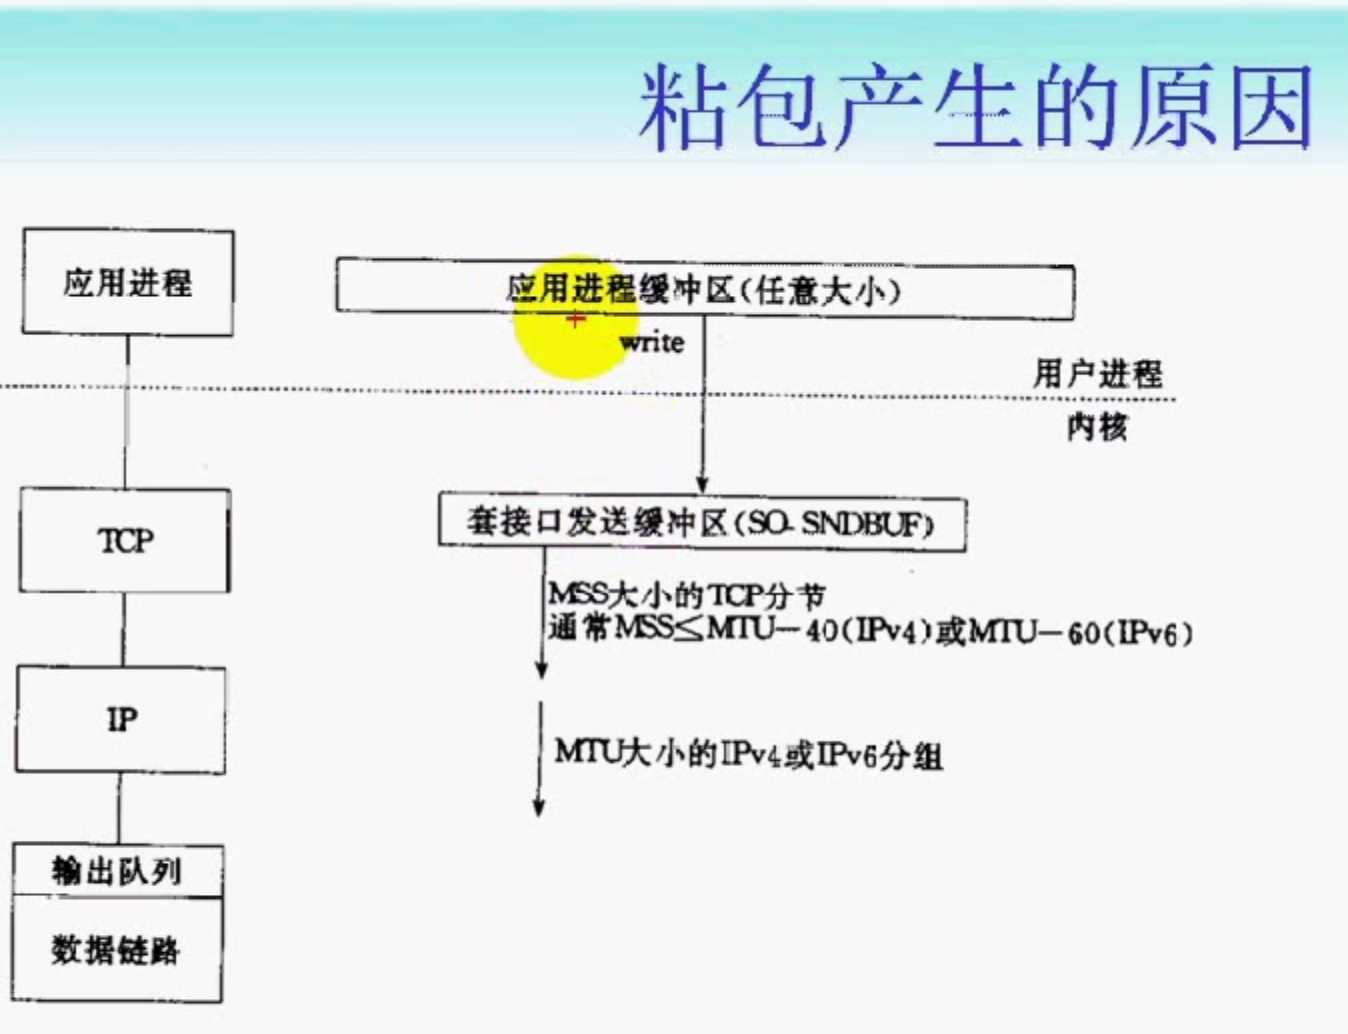 粘包产生的原因
应用进程
应用进程缓冲区(任意大小)
write
用户进程
内核
TCP
套接口发送缓冲区(SO-SNDBUF)
MSS大小的TCP分节
通常MSS≤MTU-40(IPv4)或MTU-60(IPv6)
IP
MTU大小的IPv4或IPv6分组
输出队列
数据链路